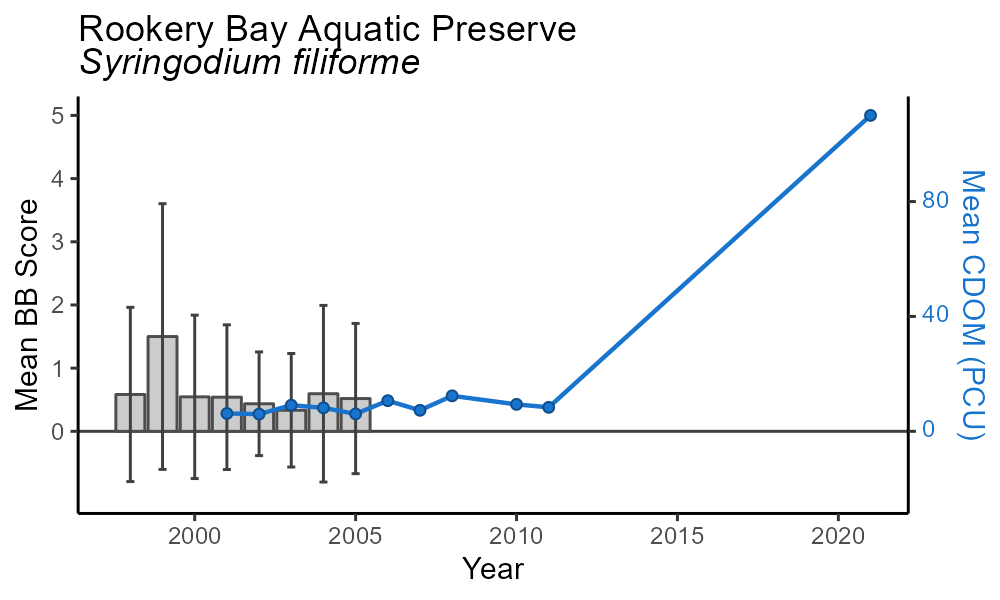 Rookery Bay Aquatic Preserve
Syringodium filiforme
Mean BB Score
5
4
3
2
1
0
80
40
0
Mean CDOM (PCU)
2000 2005 2010 2015 2020
Year